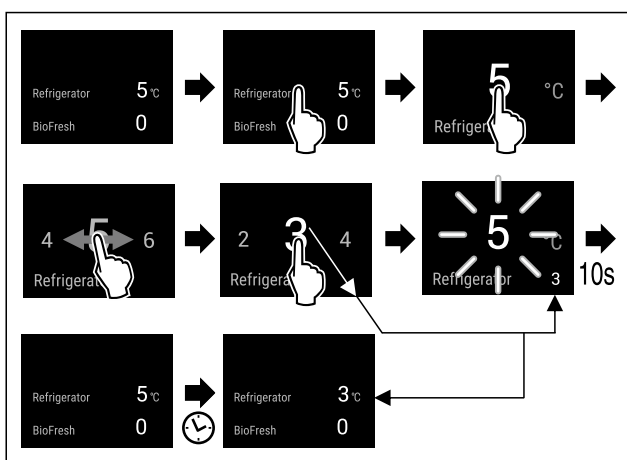 Refrigerator 5 °C
BioFresh 0
Refrigerator 5 °C
BioFresh 0
5 °C
Refriger
4 5 6
Refrigerat
2 3 4
Refrigera
5 °C
Refrigerator 3
10s
Refrigerator 5 °C
BioFresh 0
Refrigerator 3 °C
BioFresh 0